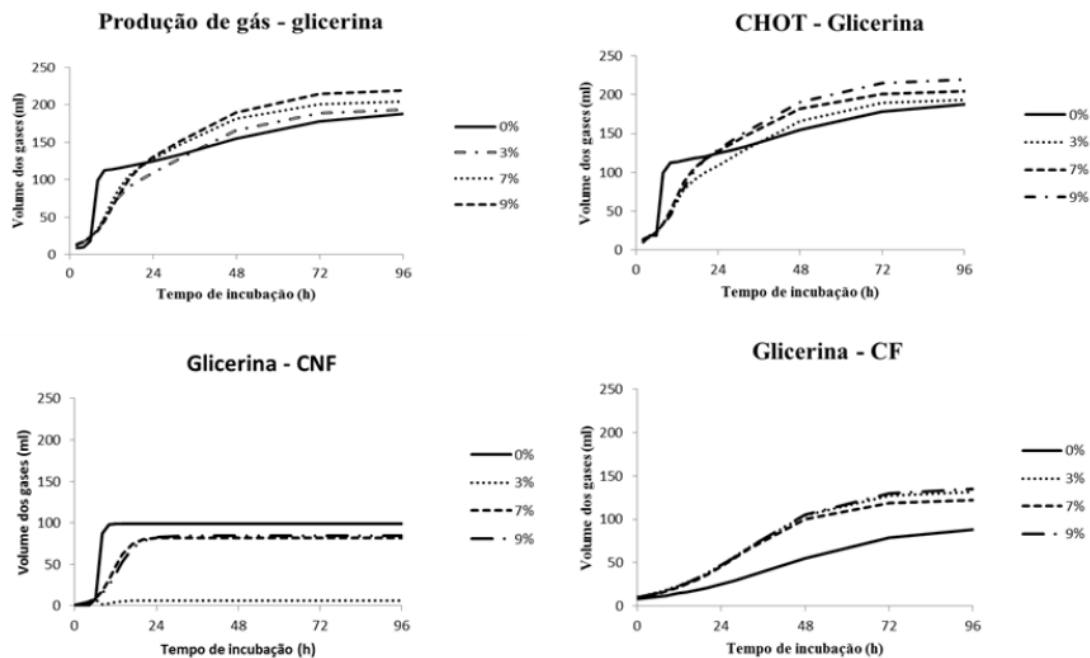 Produção de gás - glicerina
Volume dos gases (ml)
250
200
150
100
50
0
0 24 48 72 96
Tempo de incubação (h)
0%
3%
7%
9%
CHOT - Glicerina
Volume dos gases (ml)
250
200
150
100
50
0
0 24 48 72 96
Tempo de incubação (h)
0%
3%
7%
9%
Glicerina - CNF
Volume dos gases (ml)
250
200
150
100
50
0
0 24 48 72 96
Tempo de incubação (h)
0%
3%
7%
9%
Glicerina - CF
Volume dos gases (ml)
250
200
150
100
50
0
0 24 48 72 96
Tempo de incubação (h)
0%
3%
7%
9%